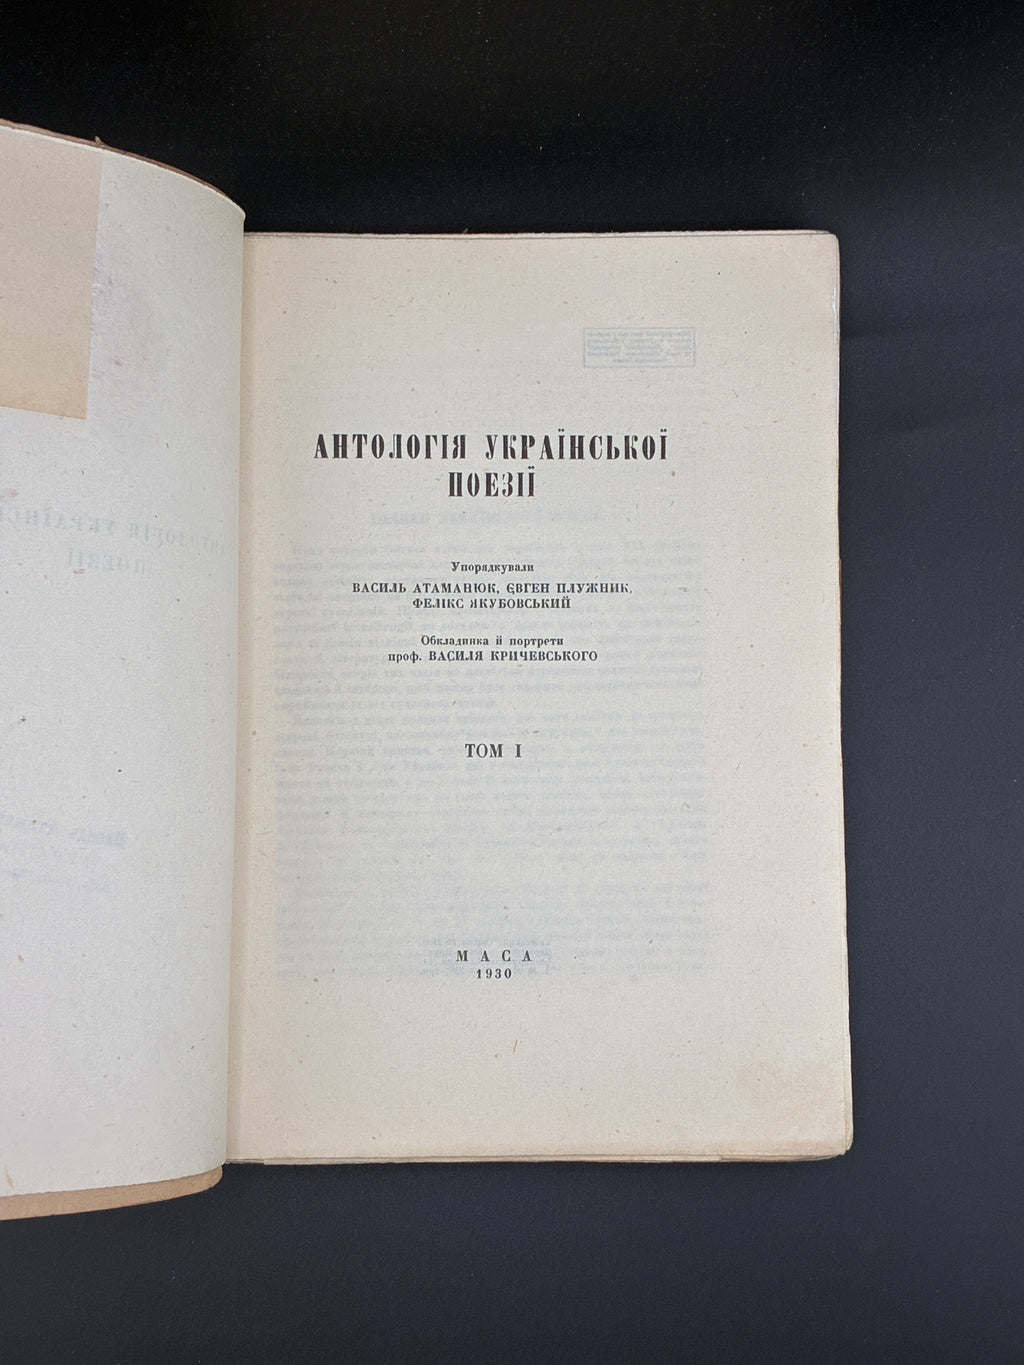 АНТОЛОГІЯ УКРАЇНСЬКОЇ
ПОЕЗІЇ
Упорядкували
ВАСИЛЬ АТАМАНЮК, ЄВГЕН ПЛУЖНИК,
ФЕЛІКС ЯКУБОВСЬКИЙ
Обкладинка й портрети
проф. ВАСИЛЯ КРИЧЕВСЬКОГО
ТОМ I
МАСА
1930